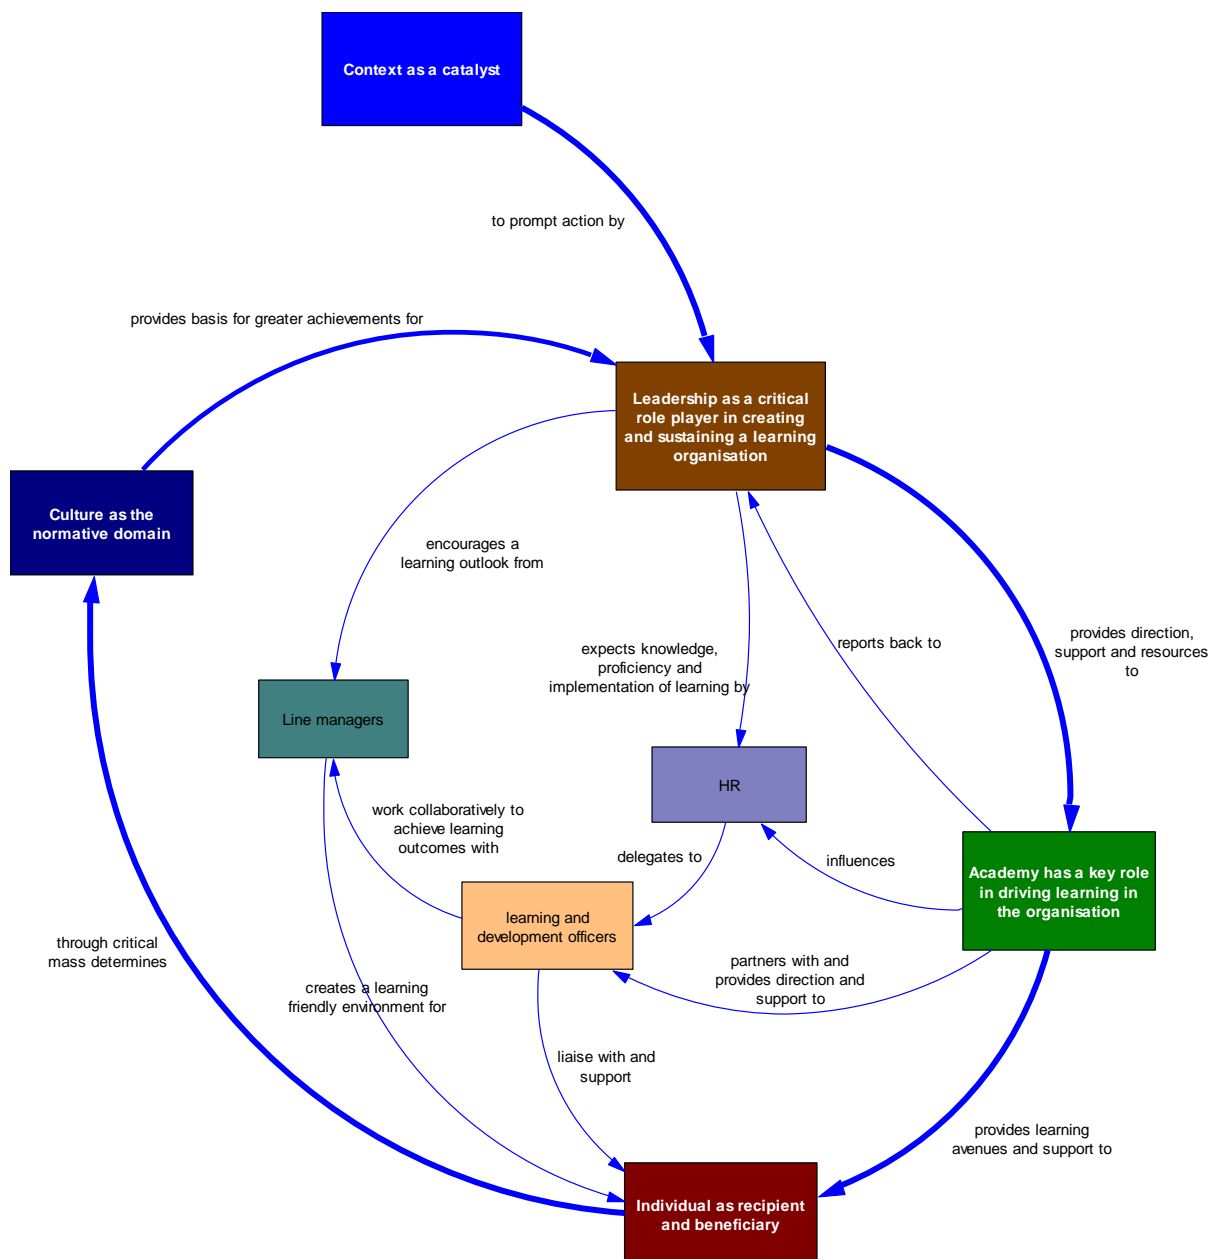 Context as a catalyst
to prompt action by
provides basis for greater achievements for
Leadership as a critical
role player in creating
and sustaining a learning
organisation
Culture as the
normative domain
encourages a
learning outlook from
expects knowledge,
proficiency and
implementation of learning by
reports back to
provides direction,
support and resources
to
Line managers
HR
work collaboratively to
achieve learning
outcomes with
delegates to
influences
Academy has a key role
in driving learning in
the organisation
learning and
development officers
through critical
mass determines
creates a learning
friendly environment for
partners with and
provides direction and
support to
liaise with and
support
provides learning
avenues and support to
Individual as recipient
and beneficiary